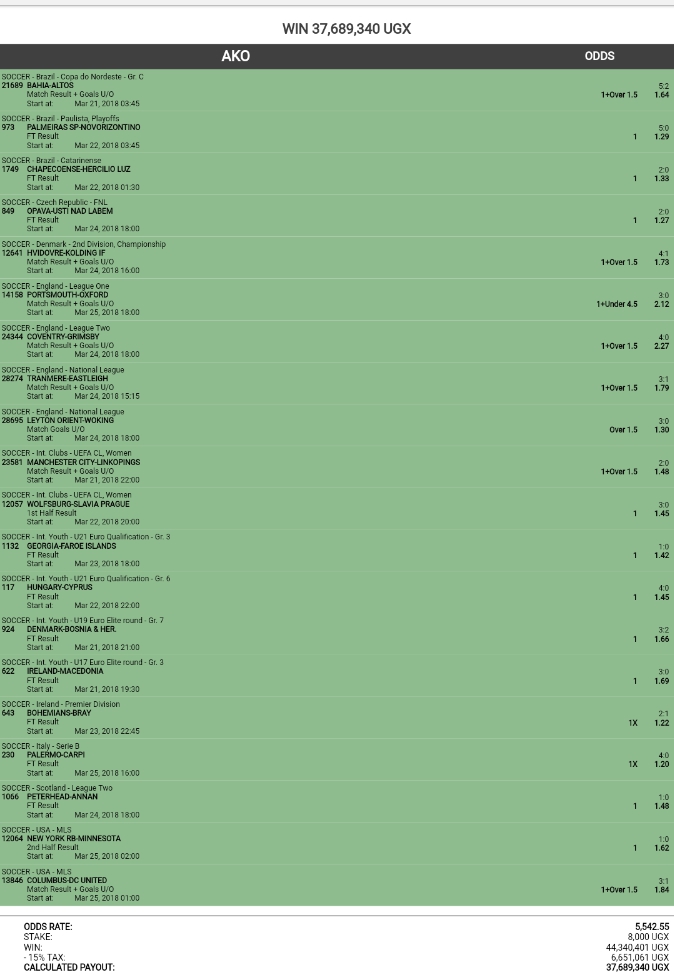 WIN 37,689,340 UGX
AKO ODDS
SOCCER - Brazil - Copa do Nordeste - Gr. C
5:2
21689 BAHIA-ALTOS
Match Result + Goals U/O 1+Over 1.5 1.64
Start at: Mar 21, 2018 03:45
SOCCER - Brazil - Paulista, Playoffs
5:0
973 PALMEIRAS SP-NOVORIZONTINO
FT Result 1 1.29
Start at: Mar 22, 2018 03:45
SOCCER - Brazil - Catarinense
2:0
1749 CHAPECOENSE-HERCILIO LUZ
FT Result 1 1.33
Start at: Mar 22, 2018 01:30
SOCCER - Czech Republic - FNL
2:0
849 OPAVA-USTI NAD LABEM
FT Result 1 1.27
Start at: Mar 24, 2018 18:00
SOCCER - Denmark - 2nd Division, Championship
4:1
12641 HVIDOVRE-KOLDING IF
Match Result + Goals U/O 1+Over 1.5 1.73
Start at: Mar 24, 2018 16:00
SOCCER - England - League One
3:0
14158 PORTSMOUTH-OXFORD
Match Result + Goals U/O 1+Under 4.5 2.12
Start at: Mar 25, 2018 18:00
SOCCER - England - League Two
4:0
24344 COVENTRY-GRIMSBY
Match Result + Goals U/O 1+Over 1.5 2.27
Start at: Mar 24, 2018 18:00
SOCCER - England - National League
3:1
28274 TRANMERE-EASTLEIGH
Match Result + Goals U/O 1+Over 1.5 1.79
Start at: Mar 24, 2018 15:15
SOCCER - England - National League
3:0
28695 LEYTON ORIENT-WOKING
Match Goals U/O Over 1.5 1.30
Start at: Mar 24, 2018 18:00
SOCCER - Int. Clubs - UEFA CL, Women
2:0
23581 MANCHESTER CITY-LINKOPINGS
Match Result + Goals U/O 1+Over 1.5 1.48
Start at: Mar 21, 2018 22:00
SOCCER - Int. Clubs - UEFA CL, Women
3:0
12057 WOLFSBURG-SLAVIA PRAGUE
1st Half Result 1 1.45
Start at: Mar 22, 2018 20:00
SOCCER - Int. Youth - U21 Euro Qualification - Gr. 3
1:0
1132 GEORGIA-FAROE ISLANDS
FT Result 1 1.42
Start at: Mar 23, 2018 18:00
SOCCER - Int. Youth - U21 Euro Qualification - Gr. 6
4:0
117 HUNGARY-CYPRUS
FT Result 1 1.45
Start at: Mar 22, 2018 22:00
SOCCER - Int. Youth - U19 Euro Elite round - Gr. 7
3:2
924 DENMARK-BOSNIA & HER.
FT Result 1 1.66
Start at: Mar 21, 2018 21:00
SOCCER - Int. Youth - U17 Euro Elite round - Gr. 3
3:0
622 IRELAND-MACEDONIA
FT Result 1 1.69
Start at: Mar 21, 2018 19:30
SOCCER - Ireland - Premier Division
2:1
643 BOHEMIANS-BRAY
FT Result 1X 1.22
Start at: Mar 23, 2018 22:45
SOCCER - Italy - Serie B
4:0
230 PALERMO-CARPI
FT Result 1X 1.20
Start at: Mar 25, 2018 16:00
SOCCER - Scotland - League Two
1:0
1066 PETERHEAD-ANNAN
FT Result 1 1.48
Start at: Mar 24, 2018 18:00
SOCCER - USA - MLS
1:0
12064 NEW YORK RB-MINNESOTA
2nd Half Result 1 1.62
Start at: Mar 25, 2018 02:00
SOCCER - USA - MLS
3:1
13846 COLUMBUS-DC UNITED
Match Result + Goals U/O 1+Over 1.5 1.84
Start at: Mar 25, 2018 01:00
ODDS RATE: 5,542.55
STAKE: 8,000 UGX
WIN: 44,340,401 UGX
- 15% TAX: 6,651,061 UGX
CALCULATED PAYOUT: 37,689,340 UGX